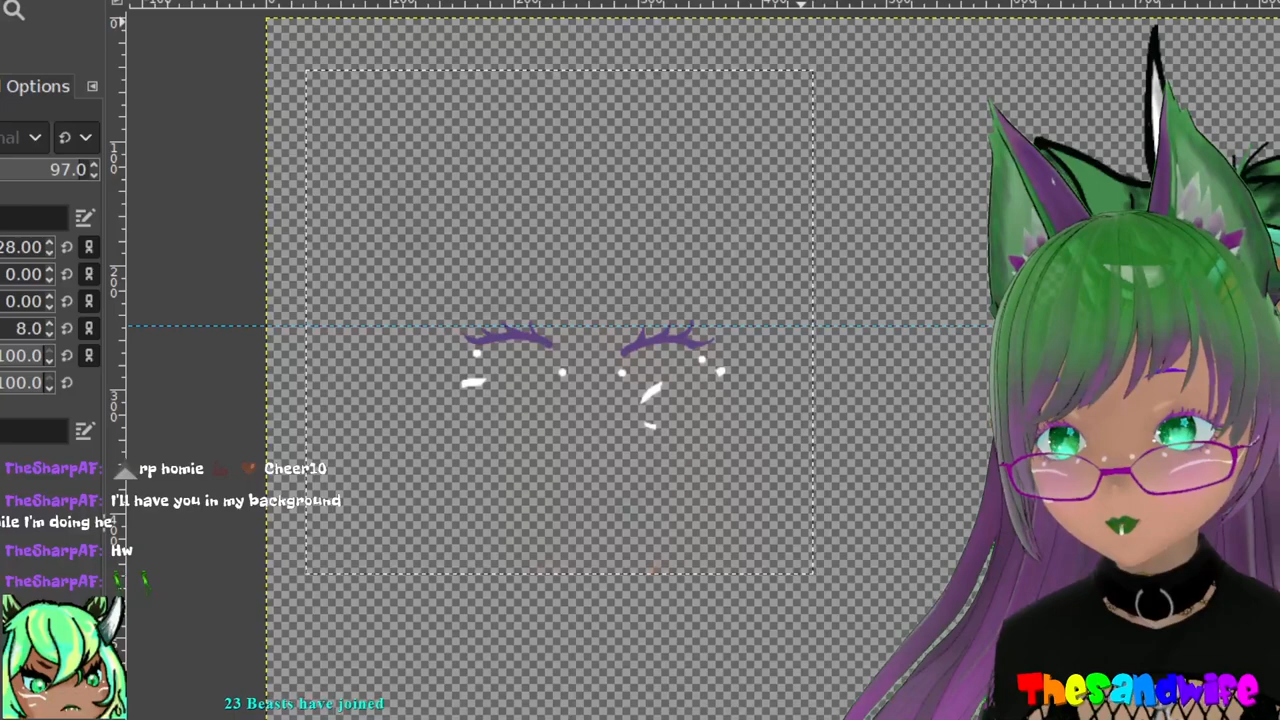 Options
97.0
28.00
0.00
0.00
8.0
100.0
100.0
TheSharpAF: rp homie Cheer10
TheSharpAF: I'll have you in my background
ile I'm doing he
TheSharpAF: Hw
TheSharpAF:
23 Beasts have joined
Thesandwife